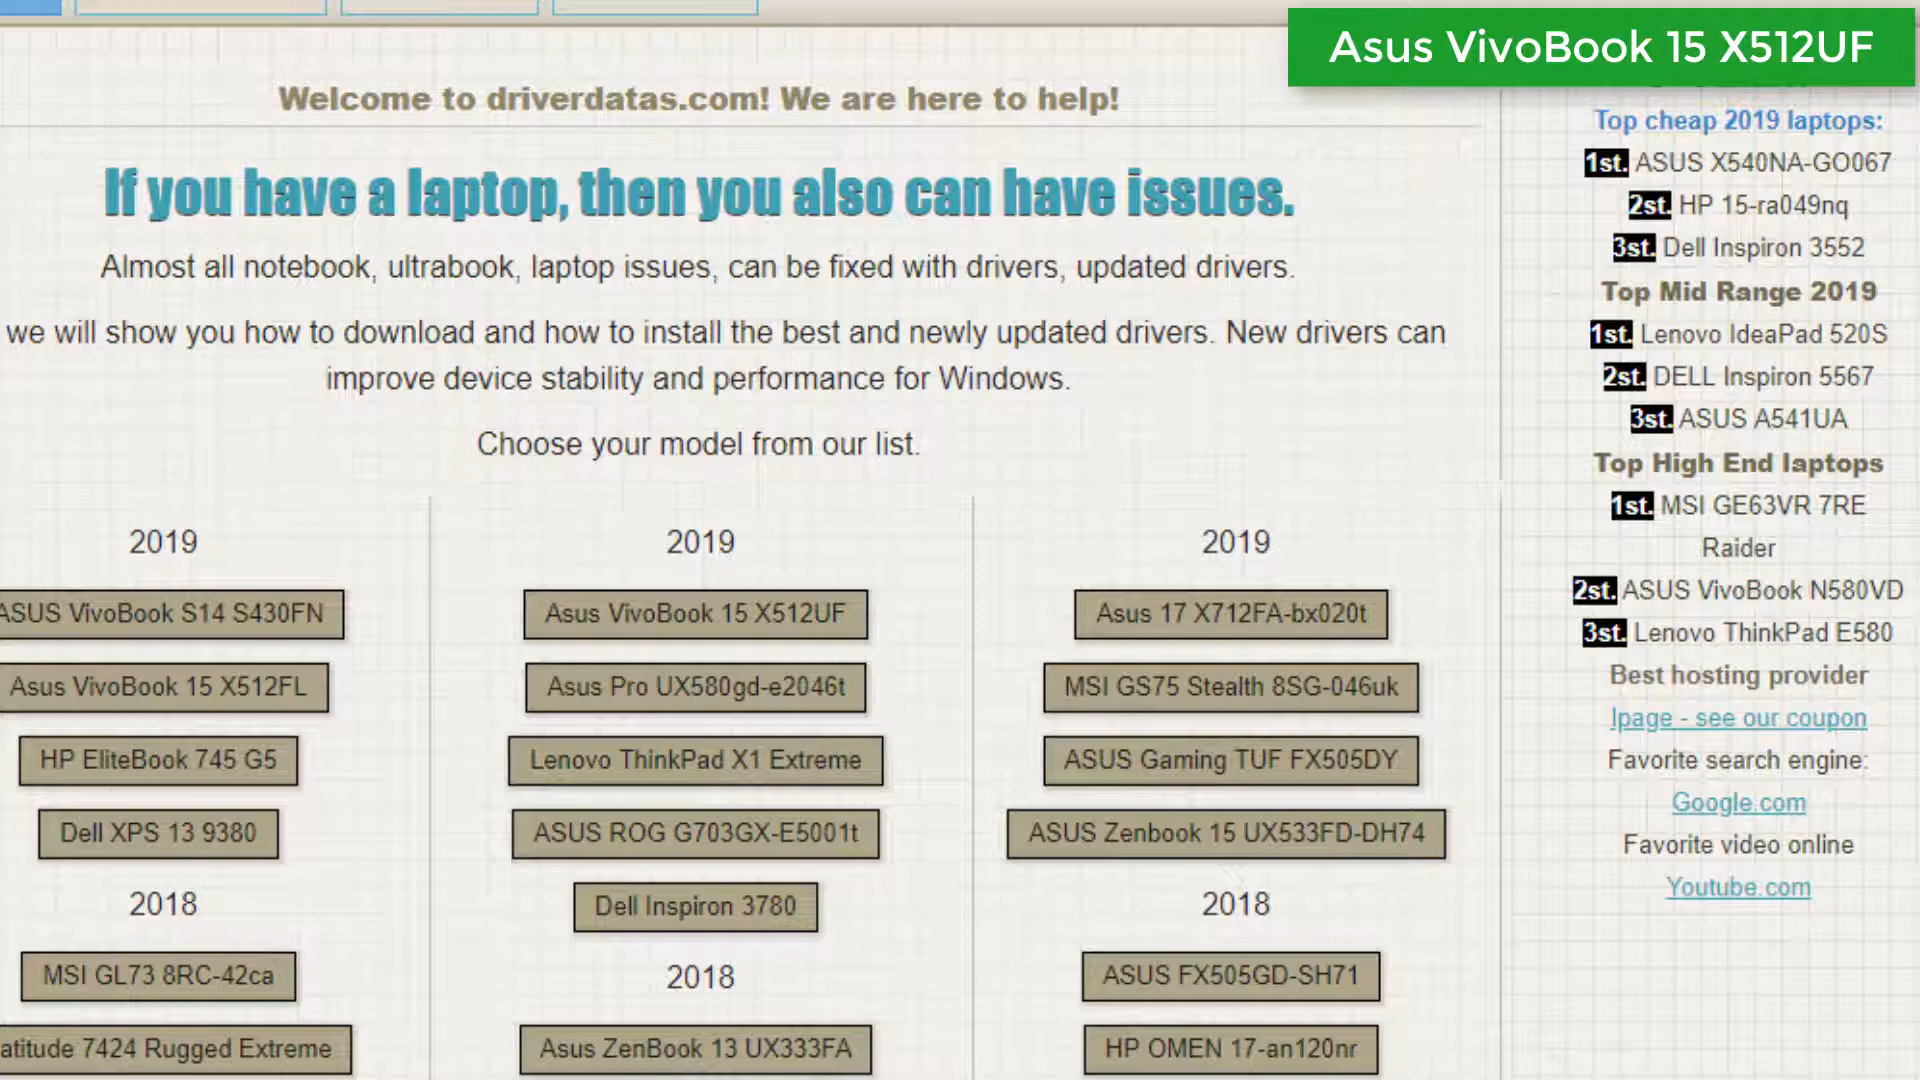 Asus VivoBook 15 X512UF
Welcome to driverdatas.com! We are here to help!
If you have a laptop, then you also can have issues.
Almost all notebook, ultrabook, laptop issues, can be fixed with drivers, updated drivers.
we will show you how to download and how to install the best and newly updated drivers. New drivers can
improve device stability and performance for Windows.
Choose your model from our list.
2019
ASUS VivoBook S14 S430FN
Asus VivoBook 15 X512FL
HP EliteBook 745 G5
Dell XPS 13 9380
2018
MSI GL73 8RC-42ca
atitude 7424 Rugged Extreme
2019
Asus VivoBook 15 X512UF
Asus Pro UX580gd-e2046t
Lenovo ThinkPad X1 Extreme
ASUS ROG G703GX-E5001t
Dell Inspiron 3780
2018
Asus ZenBook 13 UX333FA
2019
Asus 17 X712FA-bx020t
MSI GS75 Stealth 8SG-046uk
ASUS Gaming TUF FX505DY
ASUS Zenbook 15 UX533FD-DH74
2018
ASUS FX505GD-SH71
HP OMEN 17-an120nr
Top cheap 2019 laptops:
1st. ASUS X540NA-GO067
2st. HP 15-ra049nq
3st. Dell Inspiron 3552
Top Mid Range 2019
1st. Lenovo IdeaPad 520S
2st. DELL Inspiron 5567
3st. ASUS A541UA
Top High End laptops
1st. MSI GE63VR 7RE
Raider
2st. ASUS VivoBook N580VD
3st. Lenovo ThinkPad E580
Best hosting provider
Ipage - see our coupon
Favorite search engine:
Google.com
Favorite video online
Youtube.com